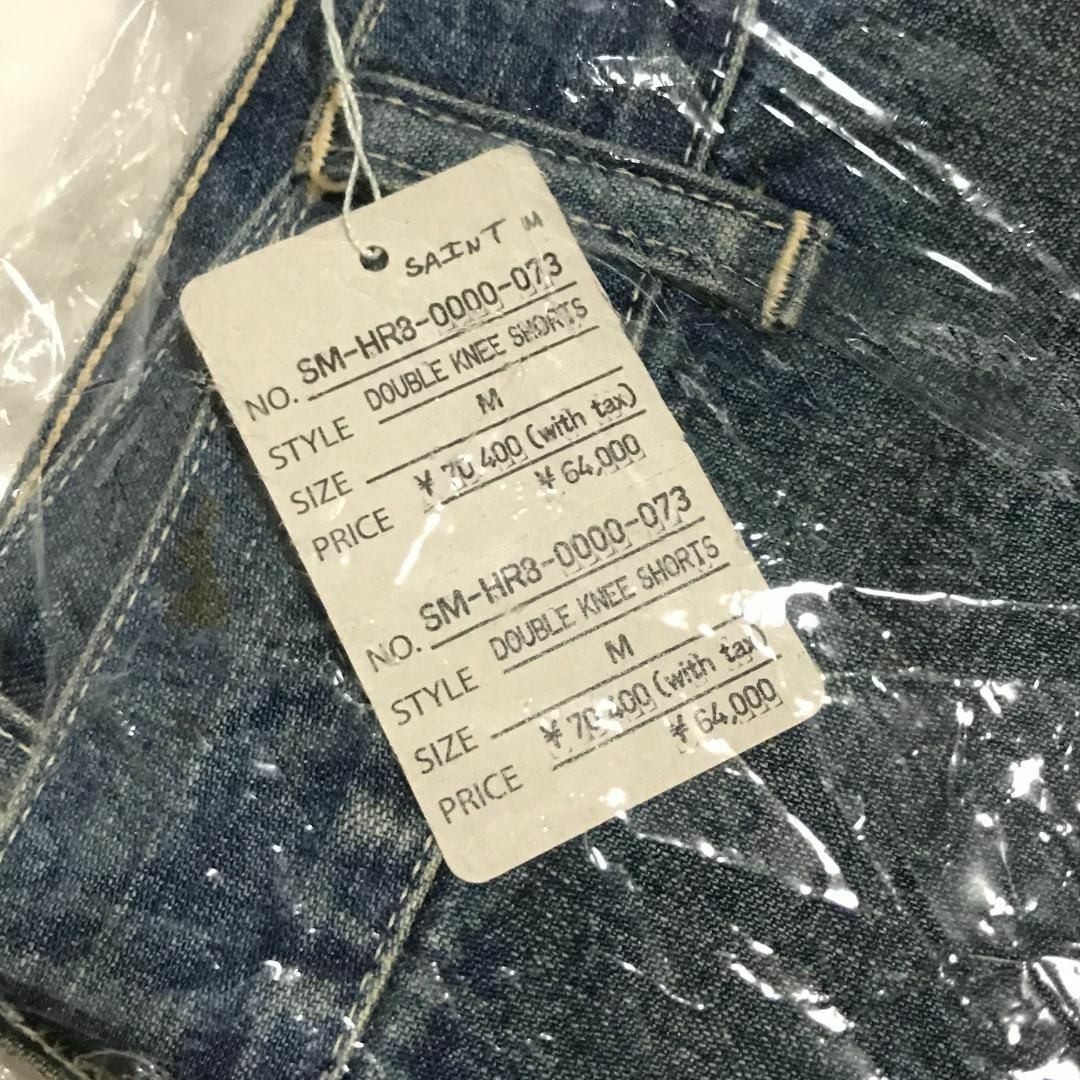 SAINT M
NO. SM-HR8-0000-073
STYLE DOUBLE KNEE SHORTS
SIZE M
PRICE ¥ 70,400 (with tax)
¥ 64,000
NO. SM-HR8-0000-073
STYLE DOUBLE KNEE SHORTS
SIZE M
PRICE ¥ 70,400 (with tax)
¥ 64,000